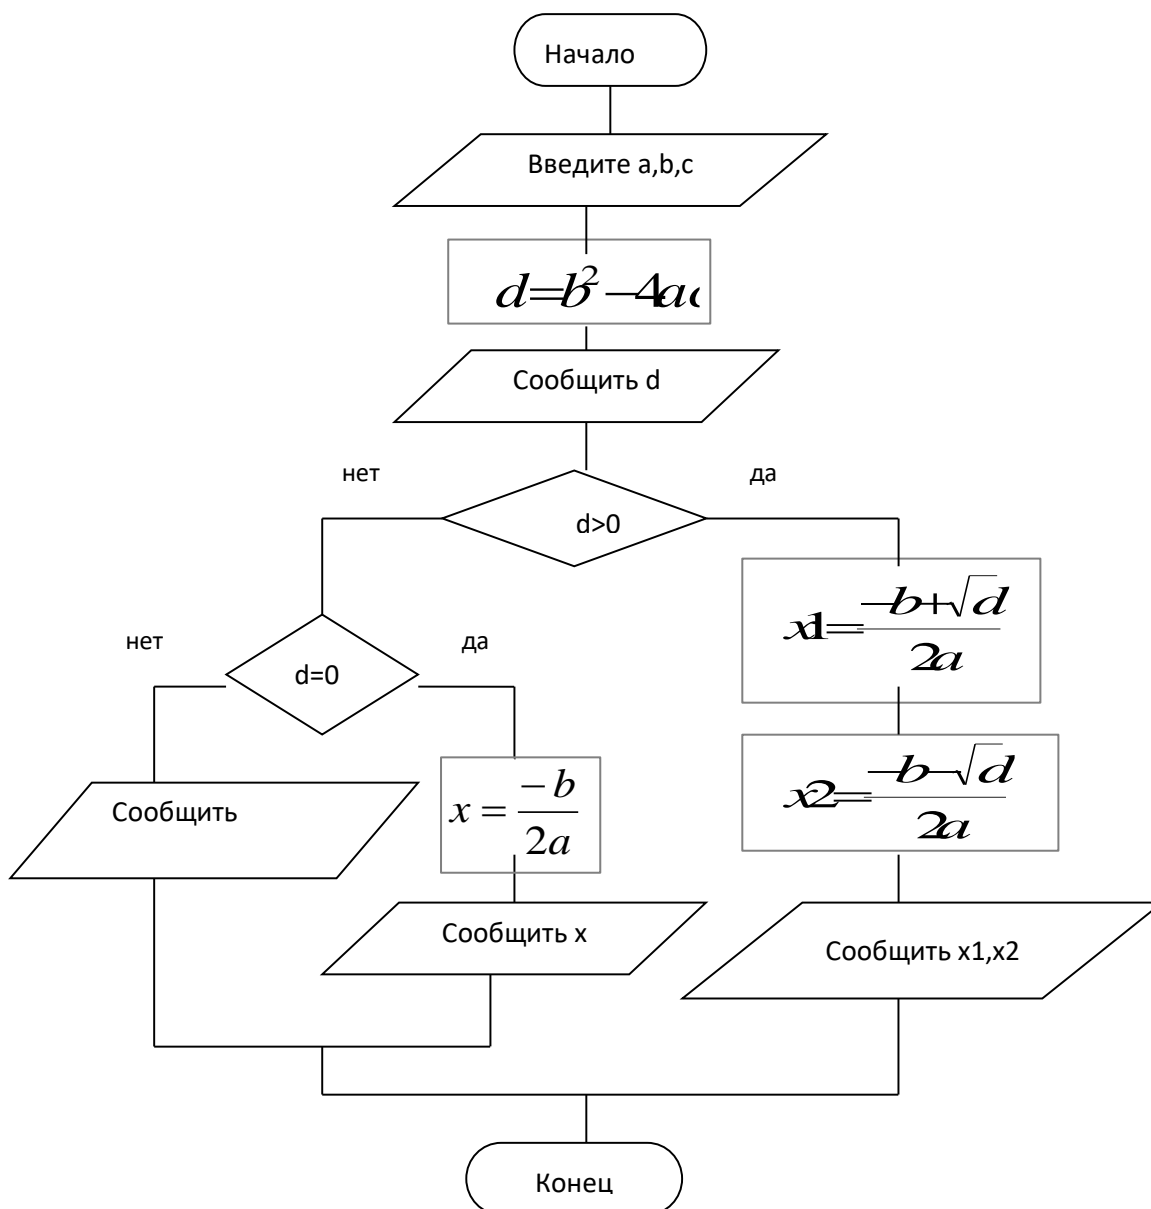 Начало
Введите a,b,c
d=b²−4ac
Сообщить d
нет
да
d>0
x1=(−b+√d)/2a
нет
да
d=0
x2=(−b−√d)/2a
x = −b/2a
Сообщить
Сообщить x
Сообщить x1,x2
Конец